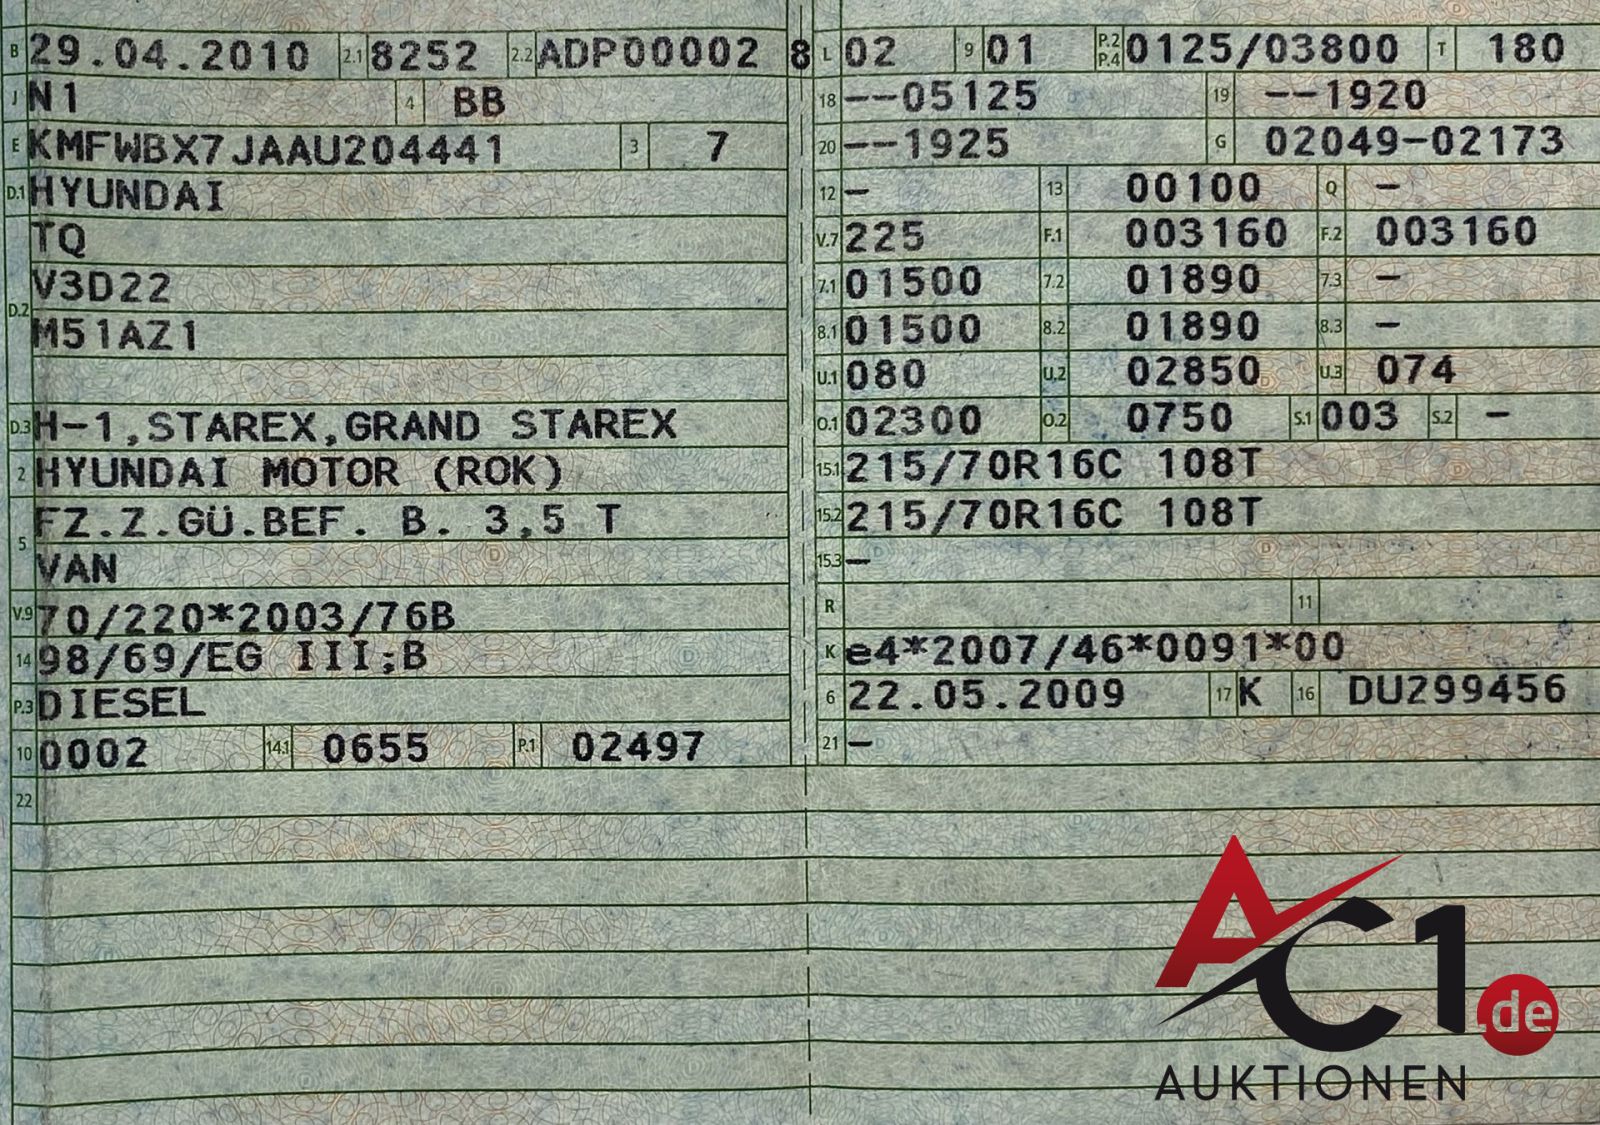 B 29.04.2010 2.1 8252 2.2 ADP00002 8
J N1 4 BB
E KMFWBX7JAAU204441 3 7
D.1 HYUNDAI
TQ
D.2 V3D22
M51AZ1
D.3 H-1,STAREX,GRAND STAREX
2 HYUNDAI MOTOR (ROK)
5 FZ.Z.GÜ.BEF. B. 3,5 T
VAN
V.9 70/220*2003/76B
14 98/69/EG III;B
P.3 DIESEL
10 0002 14.1 0655 P.1 02497
22
L 02 9 01 P.2 P.4 0125/03800 T 180
18 --05125 19 --1920
20 --1925 G 02049-02173
12 - 13 00100 Q -
V.7 225 F.1 003160 F.2 003160
7.1 01500 7.2 01890 7.3 -
8.1 01500 8.2 01890 8.3 -
U.1 080 U.2 02850 U.3 074
O.1 02300 O.2 0750 S.1 003 S.2 -
15.1 215/70R16C 108T
15.2 215/70R16C 108T
15.3 -
R 11
K e4*2007/46*0091*00
6 22.05.2009 17 K 16 DU299456
21 -
AC1.de
AUKTIONEN